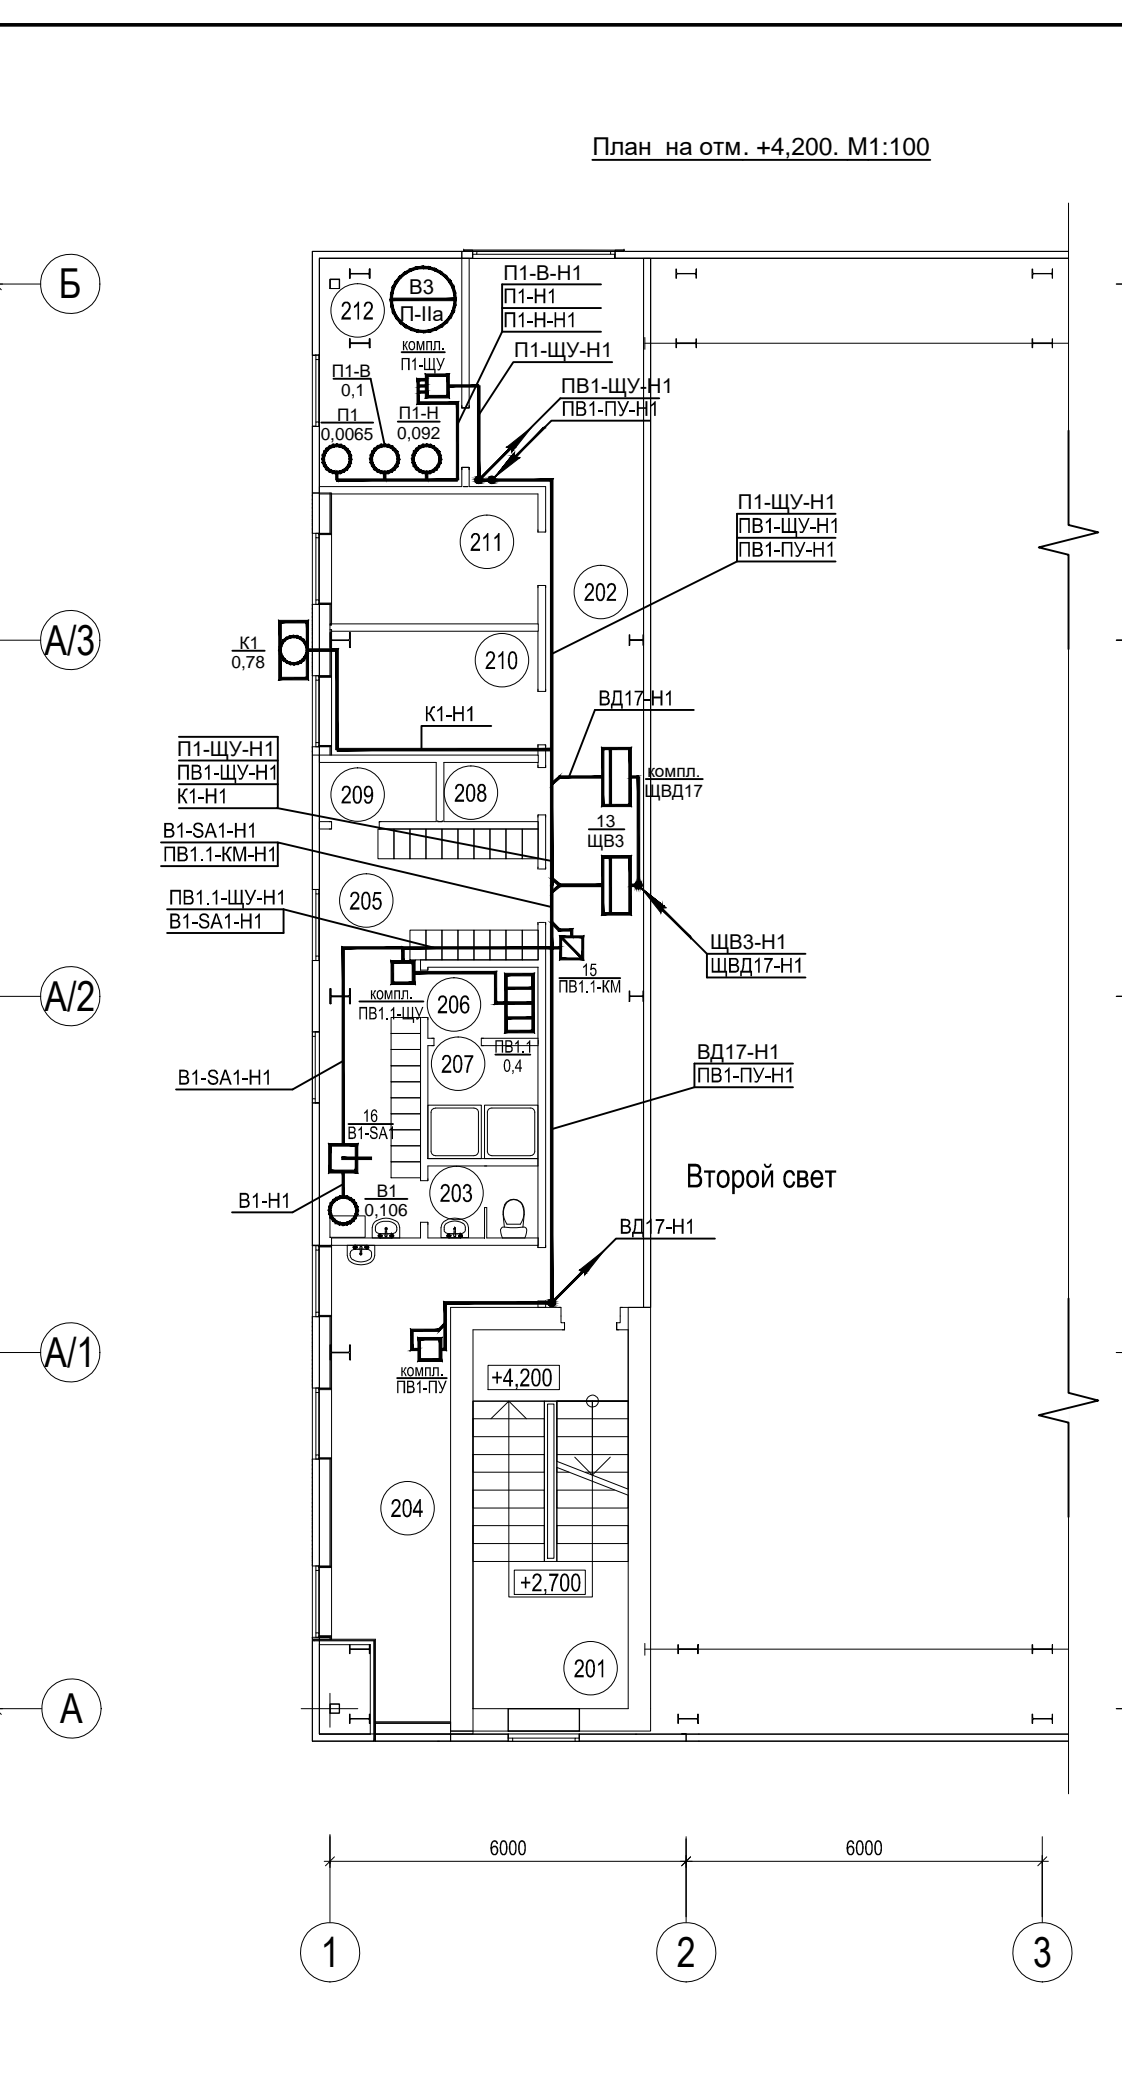 План на отм. +4,200. М1:100
Б
212
В3
П-IIа
П1-В-Н1
П1-Н1
П1-Н-Н1
П1-ЩУ-Н1
компл.
П1-ЩУ
П1-В
0,1
П1
0,0065
П1-Н
0,092
ПВ1-ЩУ-Н1
ПВ1-ПУ-Н1
211
П1-ЩУ-Н1
ПВ1-ЩУ-Н1
ПВ1-ПУ-Н1
202
А/3
К1
0,78
210
ВД17-Н1
К1-Н1
П1-ЩУ-Н1
ПВ1-ЩУ-Н1
К1-Н1
компл.
ЩВД17
209
208
13
ЩВ3
В1-SA1-Н1
ПВ1.1-КМ-Н1
ПВ1.1-ЩУ-Н1
В1-SA1-Н1
205
ЩВ3-Н1
ЩВД17-Н1
15
ПВ1.1-КМ
А/2
компл.
ПВ1.1-ЩУ
206
ПВ1.1
0,4
207
ВД17-Н1
ПВ1-ПУ-Н1
В1-SA1-Н1
16
В1-SA1
Второй свет
В1-Н1
В1
0,106
203
ВД17-Н1
А/1
компл.
ПВ1-ПУ
+4,200
204
+2,700
201
А
6000
6000
1
2
3